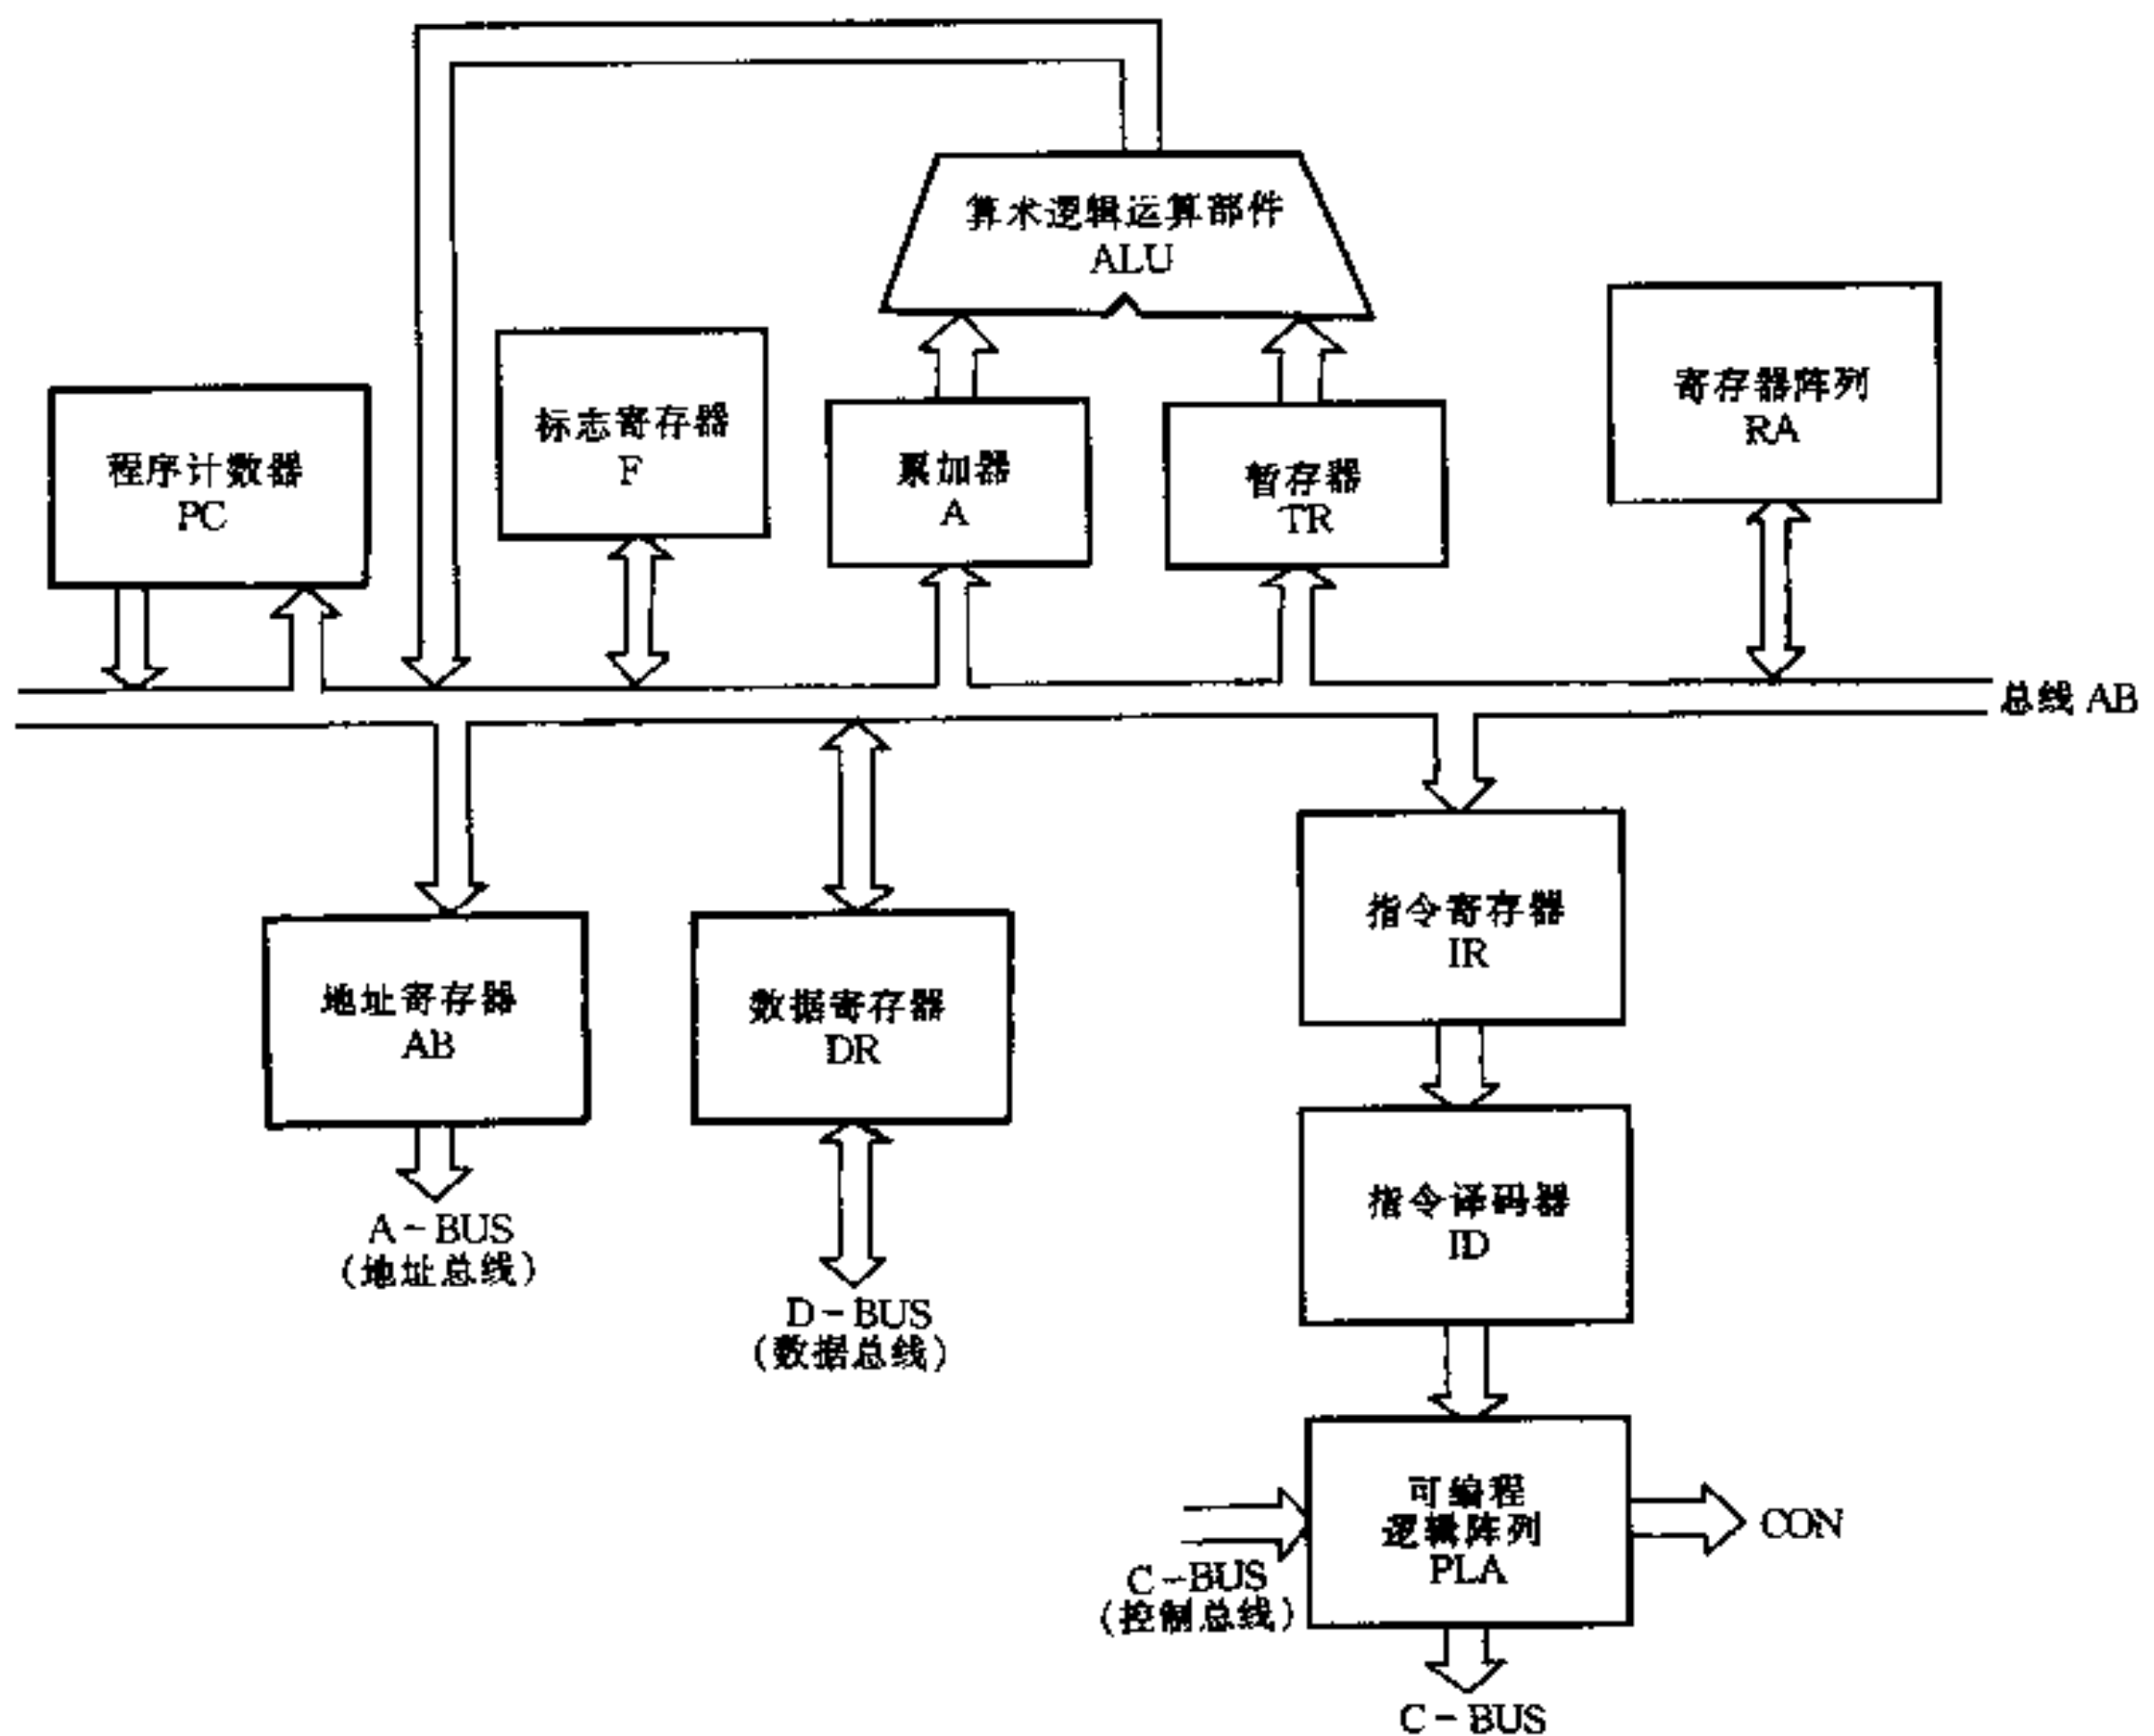 算术逻辑运算部件
ALU
寄存器阵列
RA
标志寄存器
F
程序计数器
PC
累加器
A
暂存器
TR
总线 AB
指令寄存器
IR
地址寄存器
AB
数据寄存器
DR
指令译码器
ID
A-BUS
(地址总线)
D-BUS
(数据总线)
可编程
逻辑阵列
PLA
CON
C-BUS
(控制总线)
C-BUS